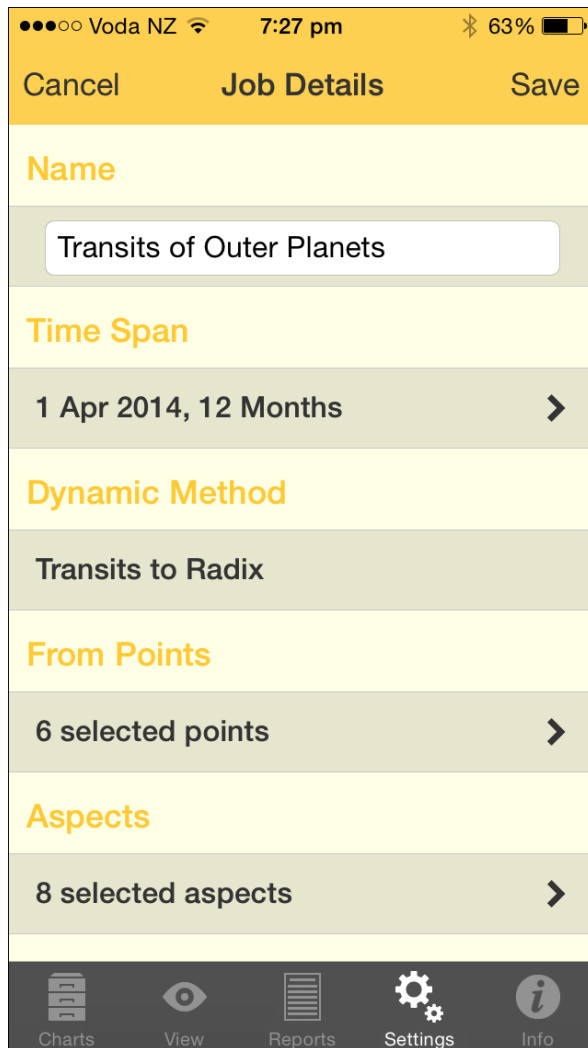 Voda NZ 7:27 pm 63%
Cancel Job Details Save
Name
Transits of Outer Planets
Time Span
1 Apr 2014, 12 Months
Dynamic Method
Transits to Radix
From Points
6 selected points
Aspects
8 selected aspects
Charts View Reports Settings Info